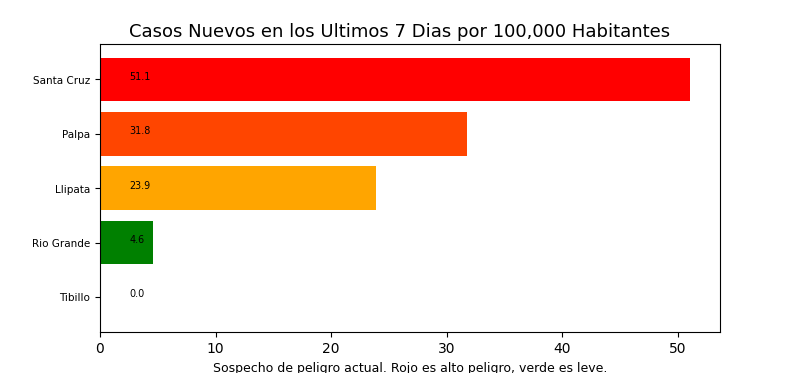 Casos Nuevos en los Ultimos 7 Dias por 100,000 Habitantes
Santa Cruz 51.1
Palpa 31.8
Llipata 23.9
Rio Grande 4.6
Tibillo 0.0
0 10 20 30 40 50
Sospecho de peligro actual. Rojo es alto peligro, verde es leve.